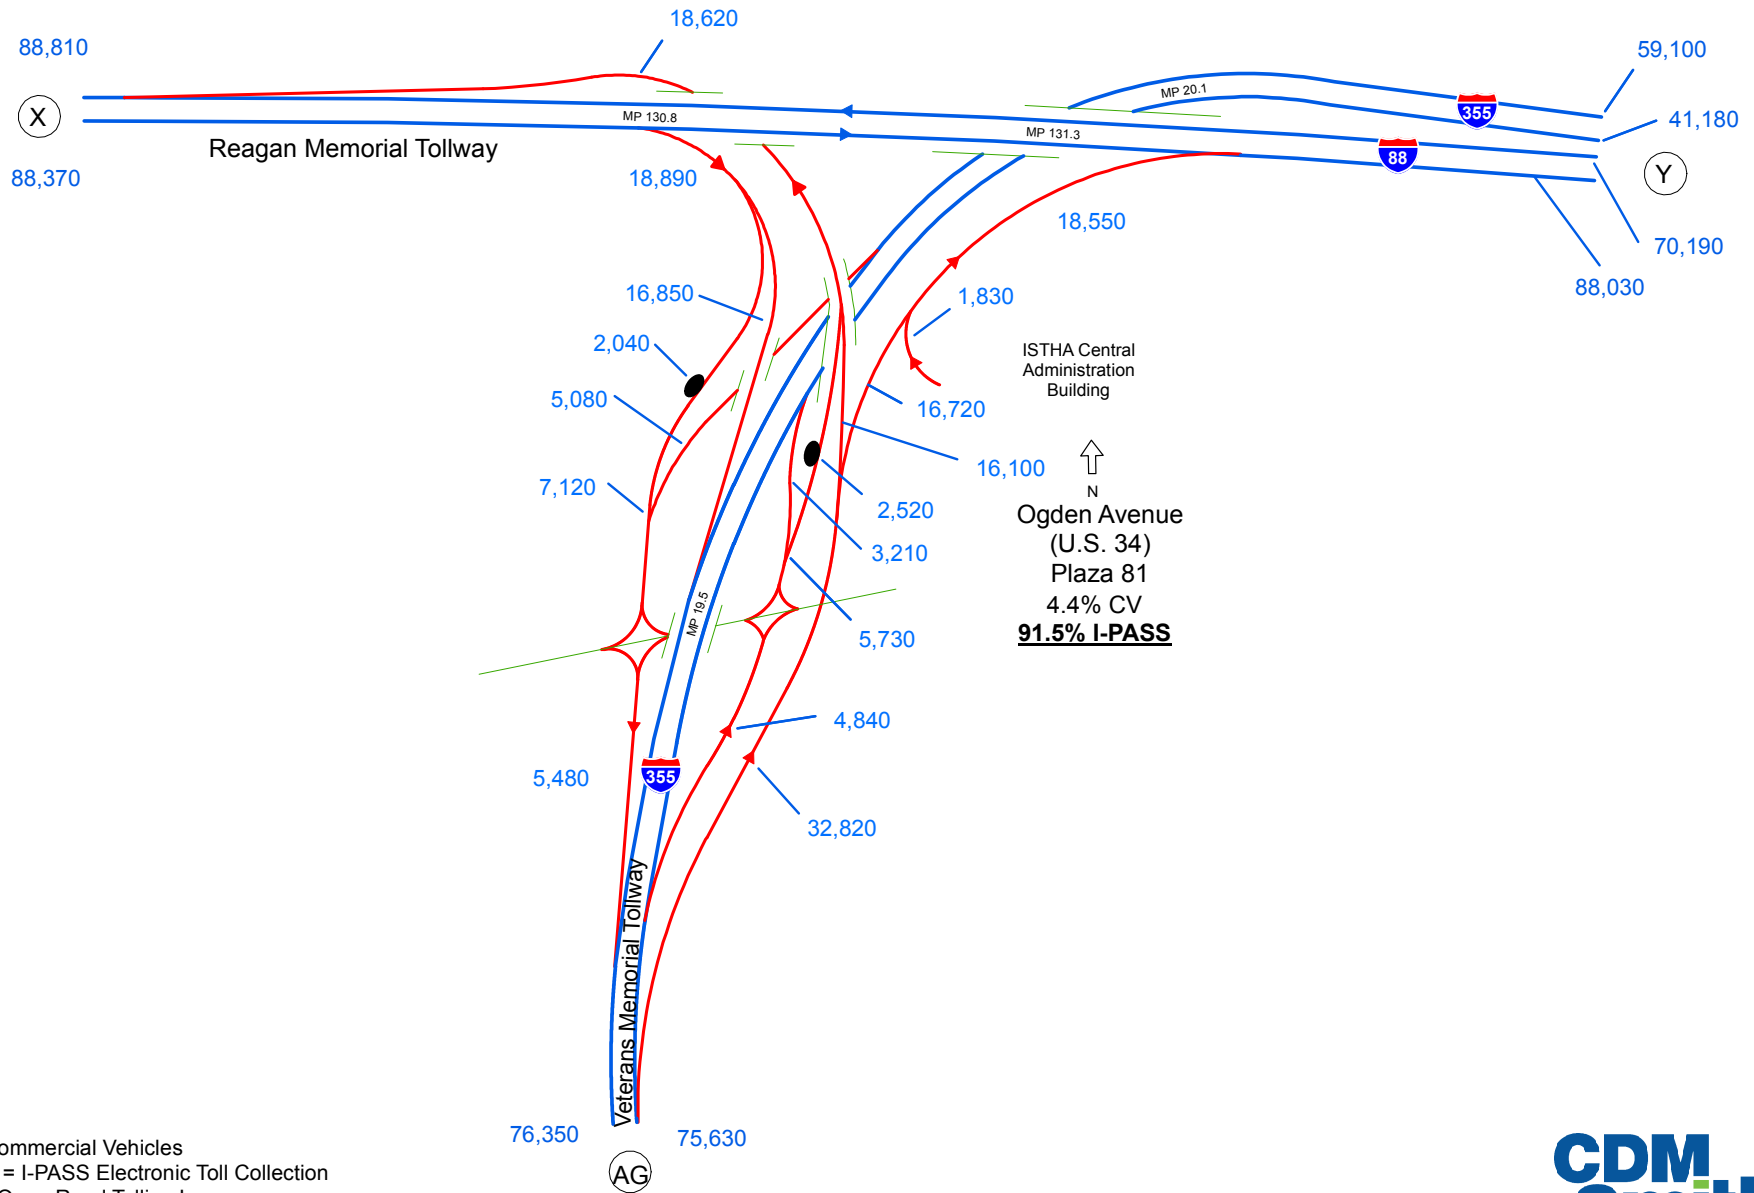 18,620
88,810
59,100
MP 20.1
355
41,180
X
MP 130.8
MP 131.3
88
Reagan Memorial Tollway
Y
88,370
18,890
18,550
70,190
88,030
16,850
1,830
2,040
ISTHA Central
Administration
Building
5,080
16,720
16,100
7,120
N
2,520
Ogden Avenue
(U.S. 34)
3,210
Plaza 81
4.4% CV
MP 19.5
91.5% I-PASS
5,730
4,840
5,480
355
32,820
Veterans Memorial Tollway
76,350
75,630
ommercial Vehicles
= I-PASS Electronic Toll Collection
AG
CDM